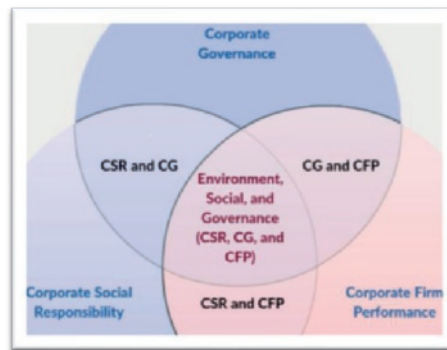 Corporate
Governance
CSR and CG
CG and CFP
Environment,
Social, and
Governance
(CSR, CG, and
CFP)
Corporate Social
Responsibility
CSR and CFP
Corporate Firm
Performance